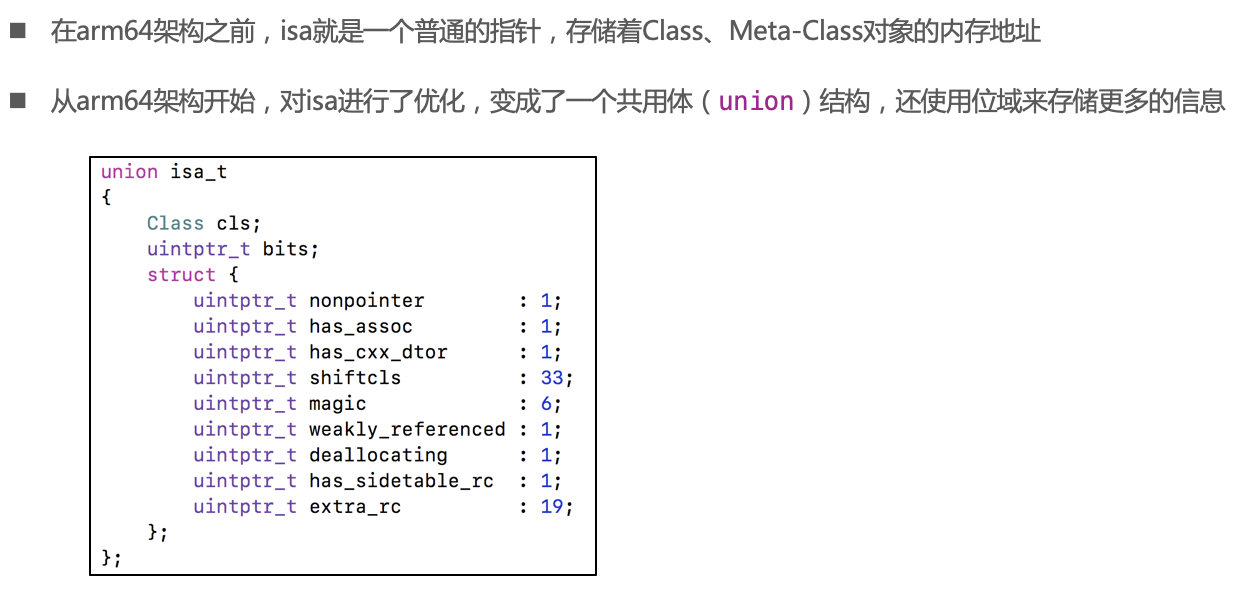 ■ 在arm64架构之前，isa就是一个普通的指针，存储着Class、Meta-Class对象的内存地址
■ 从arm64架构开始，对isa进行了优化，变成了一个共用体（union）结构，还使用位域来存储更多的信息
union isa_t
{
    Class cls;
    uintptr_t bits;
    struct {
        uintptr_t nonpointer        : 1;
        uintptr_t has_assoc         : 1;
        uintptr_t has_cxx_dtor      : 1;
        uintptr_t shiftcls          : 33;
        uintptr_t magic             : 6;
        uintptr_t weakly_referenced : 1;
        uintptr_t deallocating      : 1;
        uintptr_t has_sidetable_rc  : 1;
        uintptr_t extra_rc          : 19;
    };
};